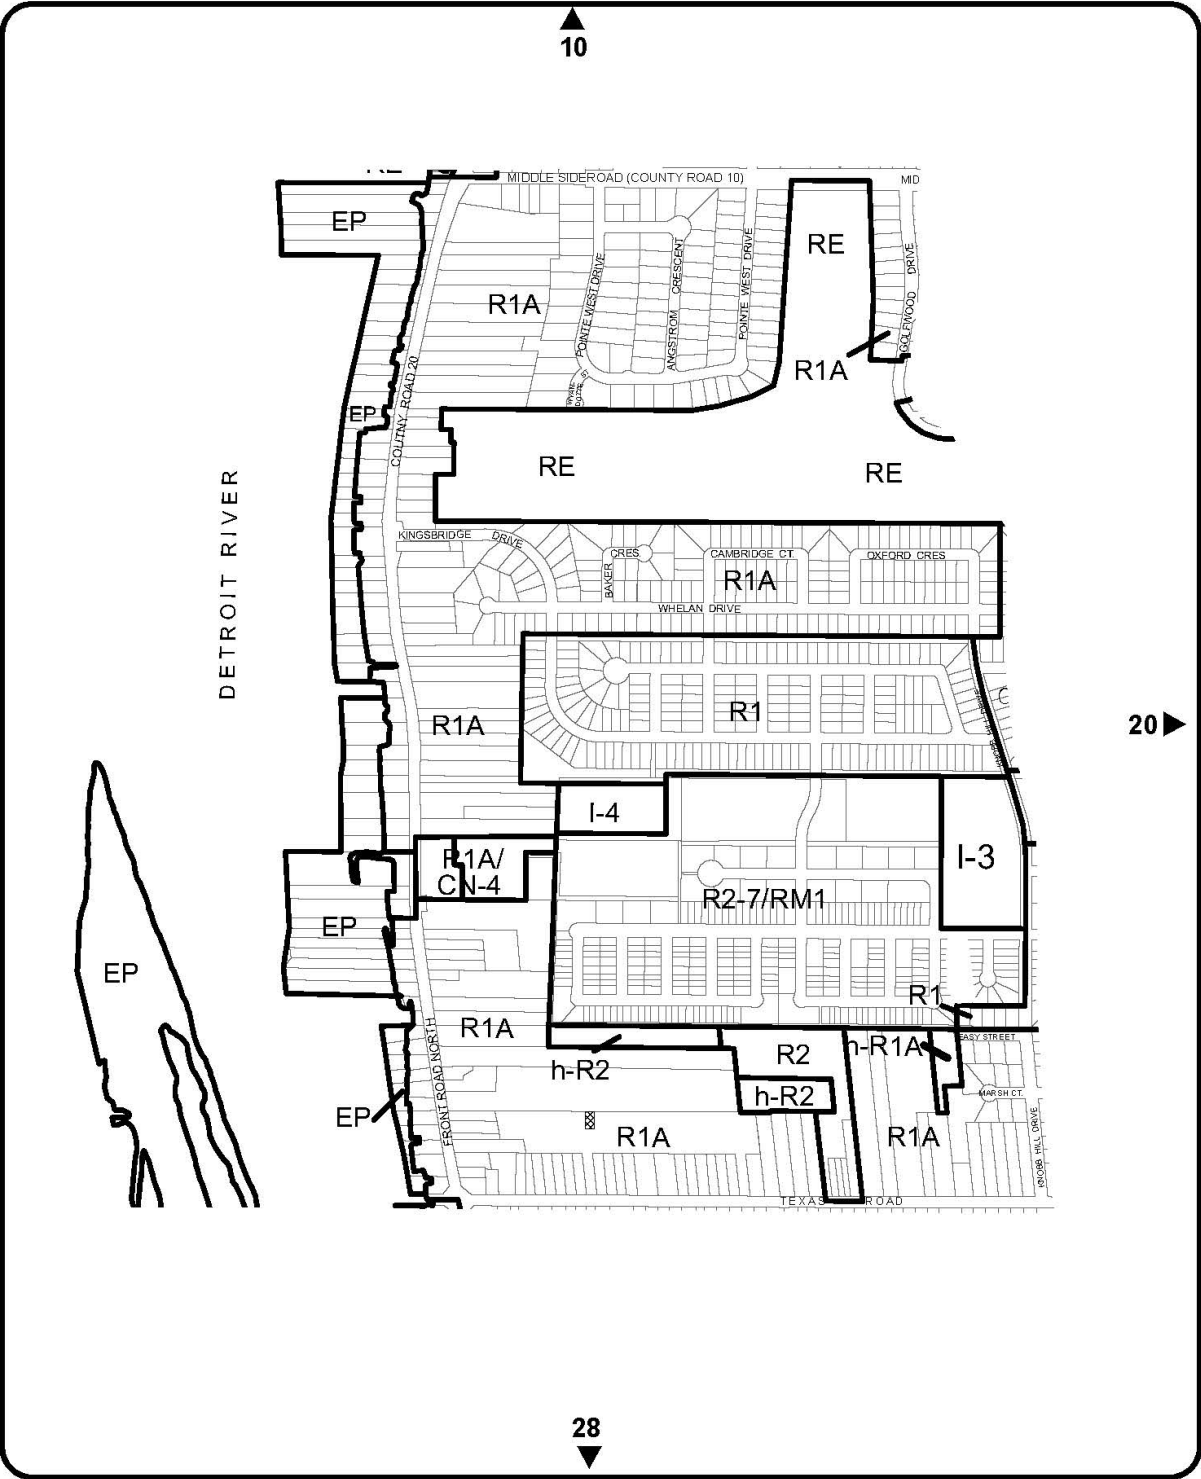 10
MIDDLE SIDEROAD (COUNTY ROAD 10)
MID
EP
RE
R1A
POINTE WEST DRIVE
ANGSTROM CRESCENT
POINTE WEST DRIVE
GOLFWOOD DRIVE
R1A
EP
COUTNY ROAD 20
RE
RE
DETROIT RIVER
KINGSBRIDGE DRIVE
BAKER CRES.
CAMBRIDGE CT.
OXFORD CRES
R1A
WHELAN DRIVE
R1
R1A
20
I-4
R1A/
CN-4
I-3
R2-7/RM1
EP
EP
R1
R1A
h-R2
R2
h-R1A
EASY STREET
h-R2
MARSH CT.
EP
FRONT ROAD NORTH
R1A
R1A
KNOBB HILL DRIVE
TEXAS ROAD
28